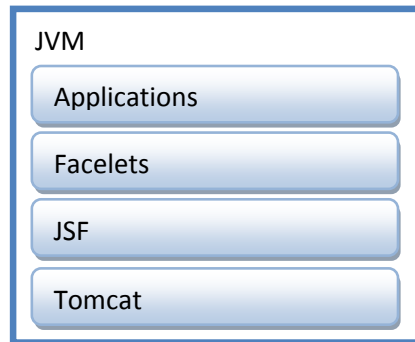 JVM
Applications
Facelets
JSF
Tomcat